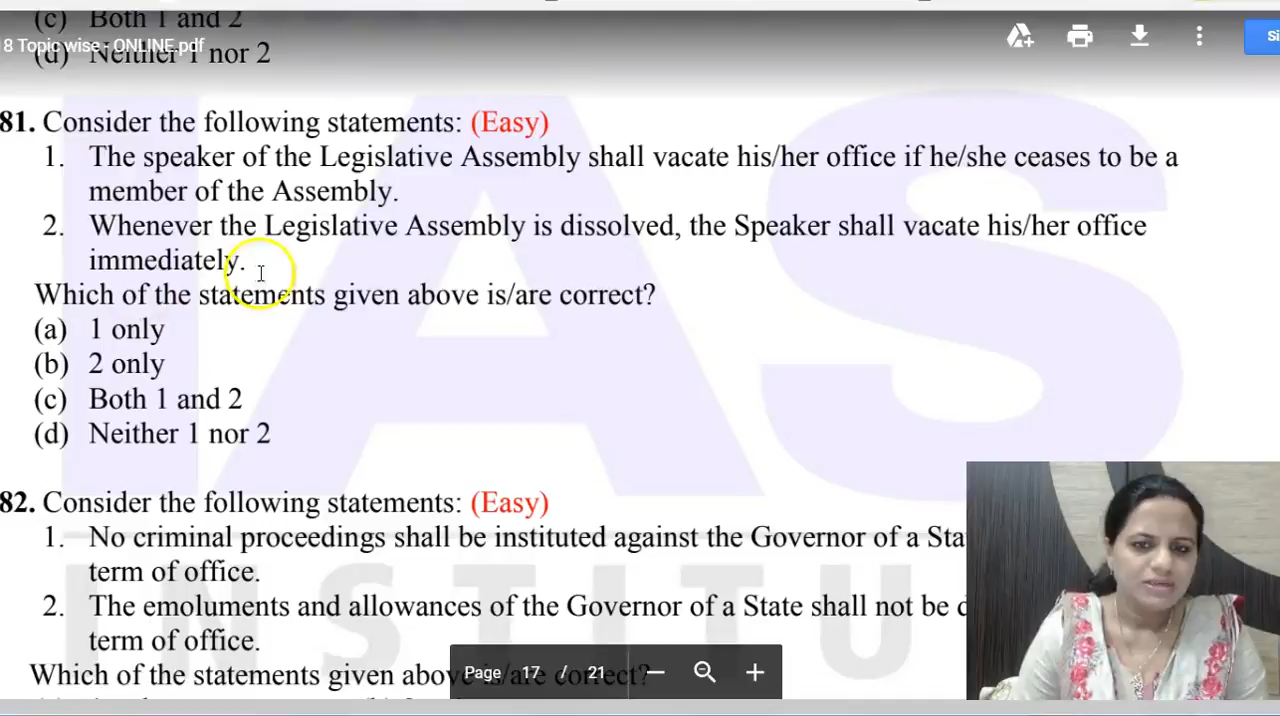 (c) Both 1 and 2
8 Topic wise - ONLINE.pdf
(d) Neither 1 nor 2
81. Consider the following statements: (Easy)
1. The speaker of the Legislative Assembly shall vacate his/her office if he/she ceases to be a
member of the Assembly.
2. Whenever the Legislative Assembly is dissolved, the Speaker shall vacate his/her office
immediately.
Which of the statements given above is/are correct?
(a) 1 only
(b) 2 only
(c) Both 1 and 2
(d) Neither 1 nor 2
82. Consider the following statements: (Easy)
1. No criminal proceedings shall be instituted against the Governor of a Sta
term of office.
2. The emoluments and allowances of the Governor of a State shall not be d
term of office.
Which of the statements given above is/are correct?
Page 17 / 21
IAS
INSTITU